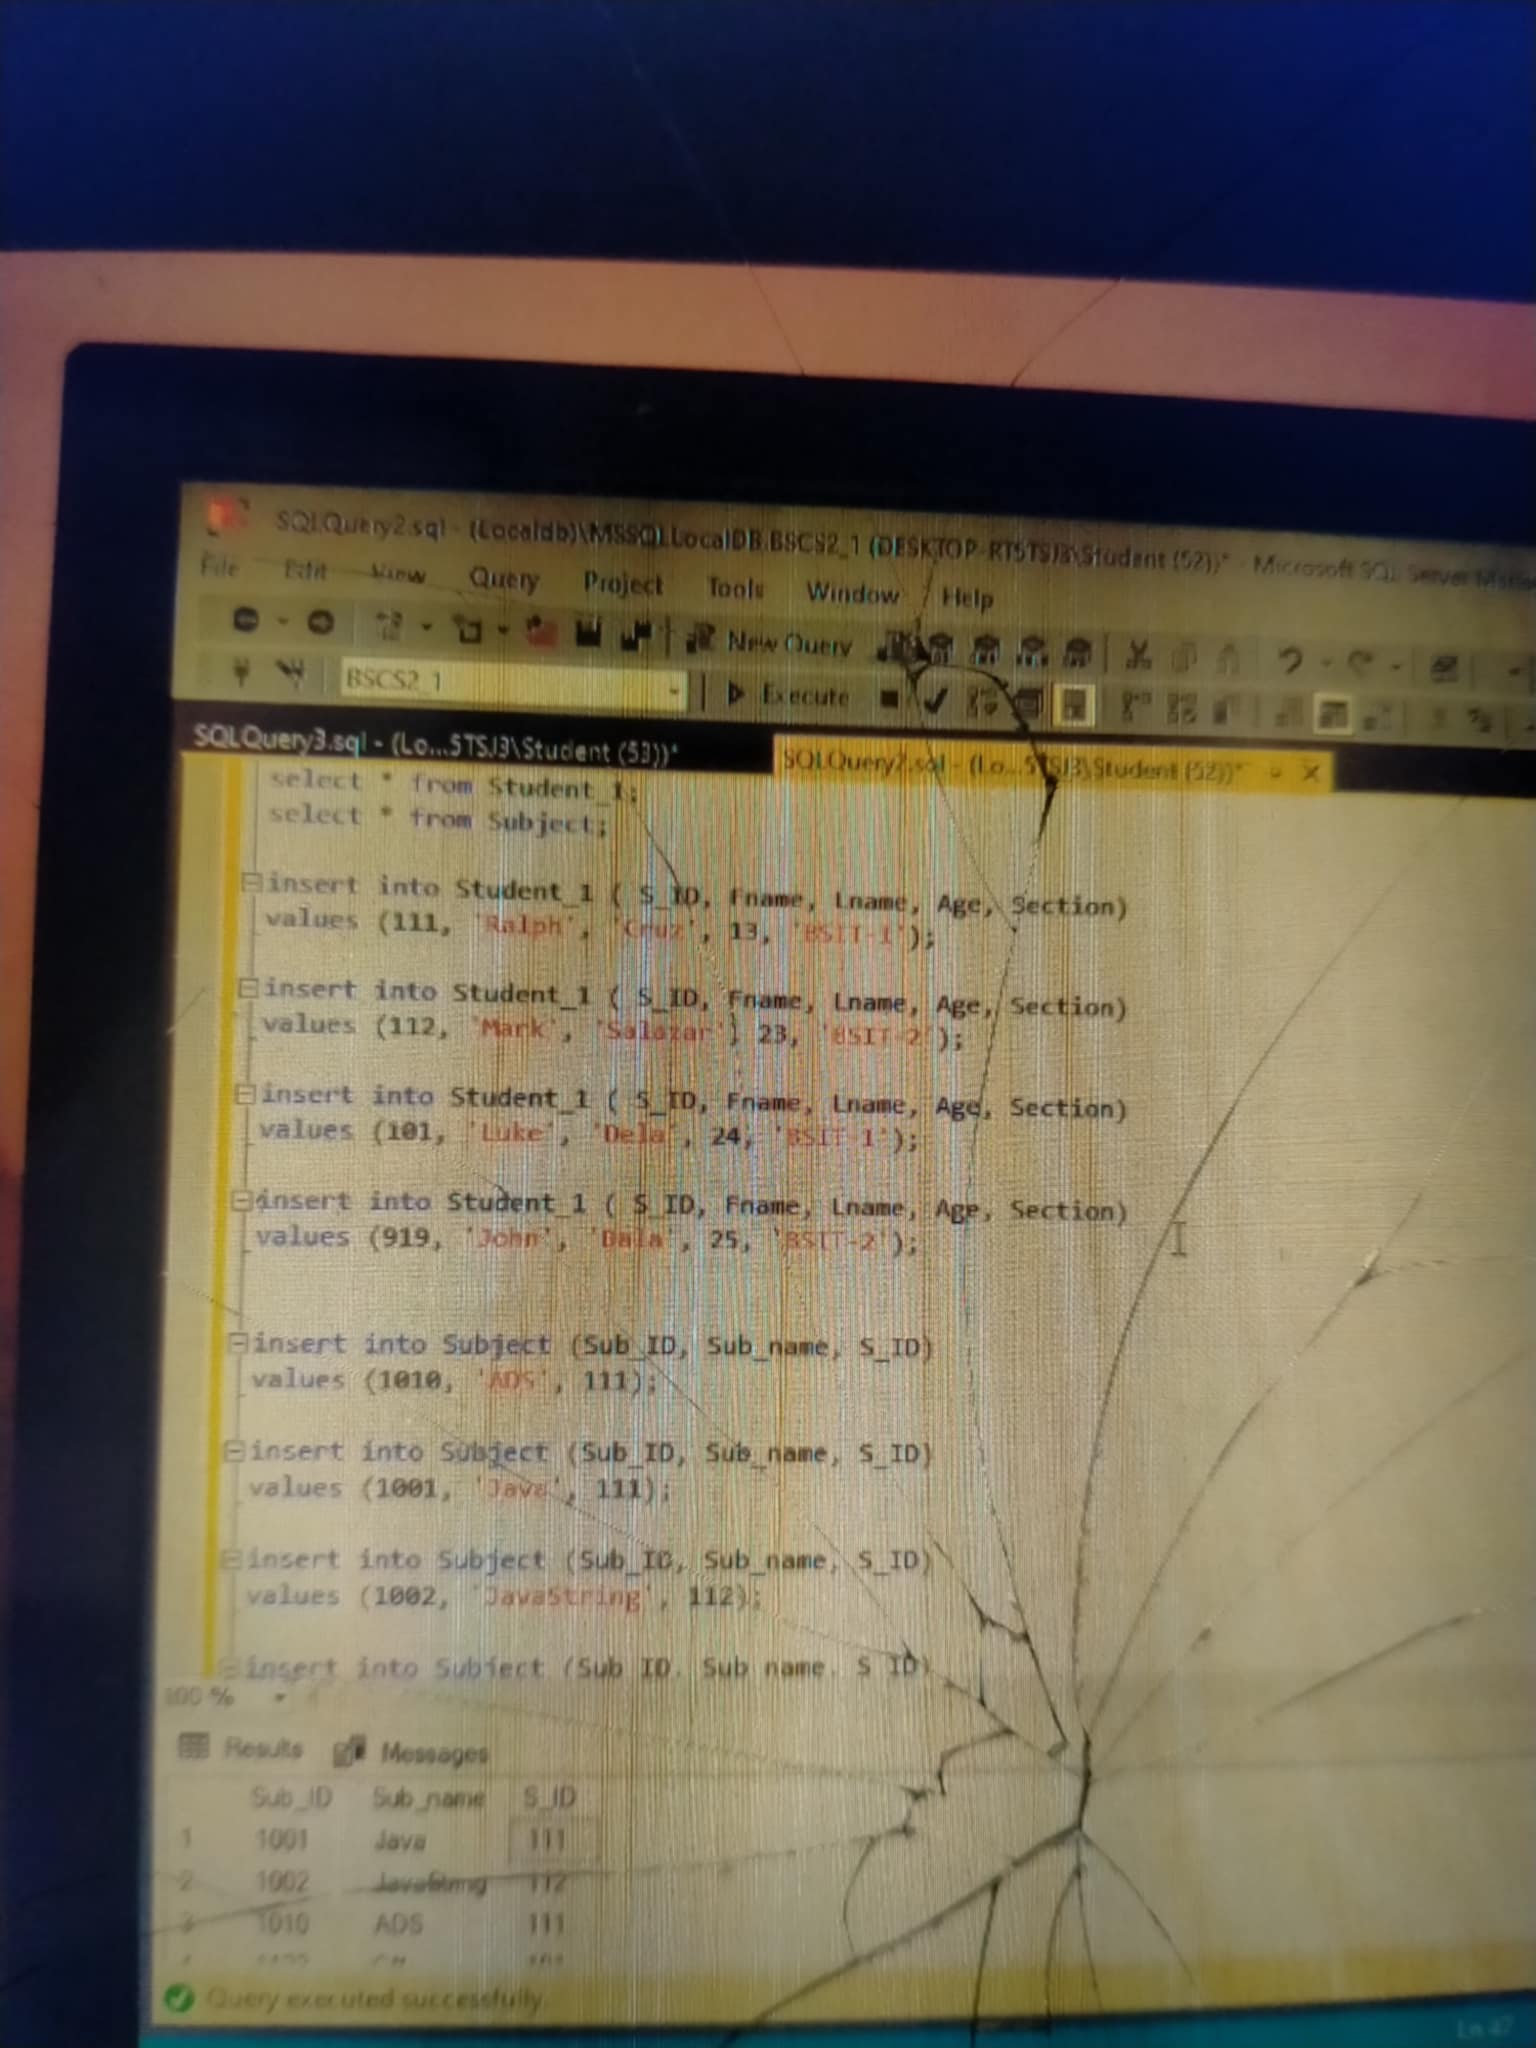 SQLQuery2.sql - (Localdb)\MSSQLLocalDB.BSCS2_1 (DESKTOP-RT5TSJ3\Student (52))* - Microsoft SQL Server
File Edit View Query Project Tools Window Help
New Query
BSCS2_1 Execute
SQLQuery3.sql - (Lo...5TSJ3\Student (53))* SQLQuery2.sql - (Lo...5TSJ3\Student (52))*
select * from Student_1;
select * from Subject;
insert into Student_1 ( S_ID, Fname, Lname, Age, Section)
values (111, 'Ralph', 'Cruz', 13, 'BSIT-1');
insert into Student_1 ( S_ID, Fname, Lname, Age, Section)
values (112, 'Mark', 'Salazar', 23, 'BSIT-2');
insert into Student_1 ( S_ID, Fname, Lname, Age, Section)
values (101, 'Luke', 'Dela', 24, 'BSIT-1');
insert into Student_1 ( S_ID, Fname, Lname, Age, Section)
values (919, 'John', 'Dala', 25, 'BSIT-2');
insert into Subject (Sub_ID, Sub_name, S_ID)
values (1010, 'ADS', 111);
insert into Subject (Sub_ID, Sub_name, S_ID)
values (1001, 'Java', 111);
insert into Subject (Sub_ID, Sub_name, S_ID)
values (1002, 'JavaString', 112);
insert into Subject (Sub_ID, Sub_name, S_ID)
100 %
Results Messages
Sub_ID Sub_name S_ID
1 1001 Java 111
2 1002 JavaString 112
3 1010 ADS 111
Query executed successfully.
Ln 47